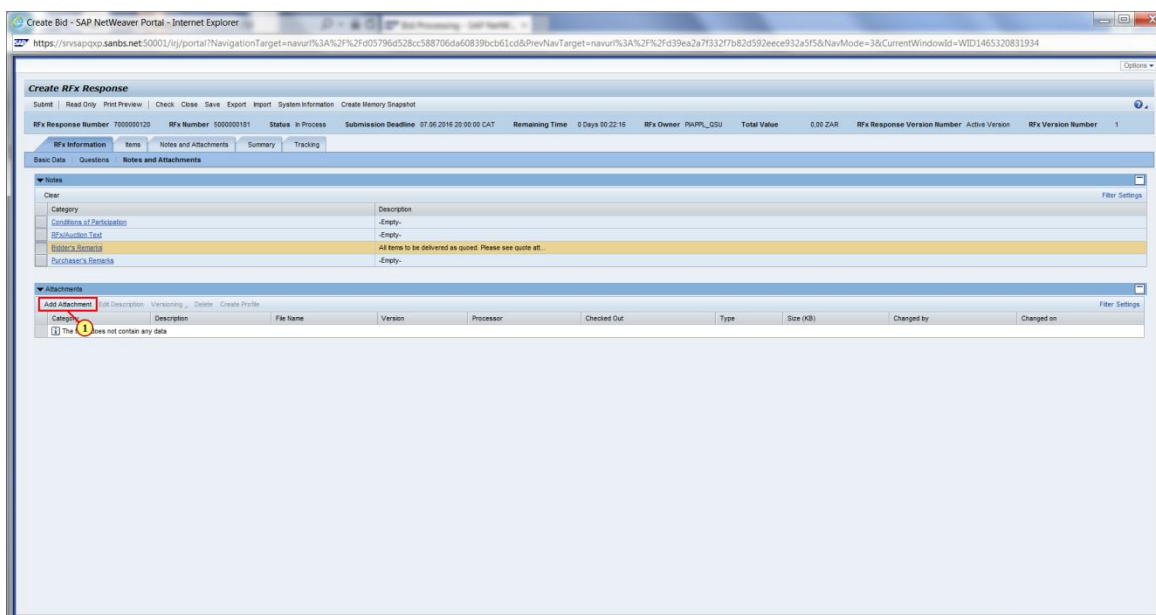 Create Bid - SAP NetWeaver Portal - Internet Explorer
https://srvsapqxp.sanbs.net:50001/irj/portal?NavigationTarget=navurl%3A%2F%2Fd05796d528cc588706da60839bcb61cd&PrevNavTarget=navurl%3A%2F%2Fd39ea2a7f332f7b82d592eece932a5f5&NavMode=3&CurrentWindowId=WID1465320831934
Options
Create RFx Response
Submit | Read Only Print Preview | Check Close Save Export Import System Information Create Memory Snapshot
RFx Response Number 7000000120 RFx Number 5000000181 Status In Process Submission Deadline 07.06.2016 20:00:00 CAT Remaining Time 0 Days 00:22:16 RFx Owner PIAPPL_QSU Total Value 0,00 ZAR RFx Response Version Number Active Version RFx Version Number 1
RFx Information Items Notes and Attachments Summary Tracking
Basic Data Questions Notes and Attachments
Notes
Clear Filter Settings
Category Description
Conditions of Participation -Empty-
RFx/Auction Text -Empty-
Bidder's Remarks All items to be delivered as quoed. Please see quote att...
Purchaser's Remarks -Empty-
Attachments
Add Attachment Edit Description Versioning Delete Create Profile Filter Settings
Category Description File Name Version Processor Checked Out Type Size (KB) Changed by Changed on
1
The does not contain any data